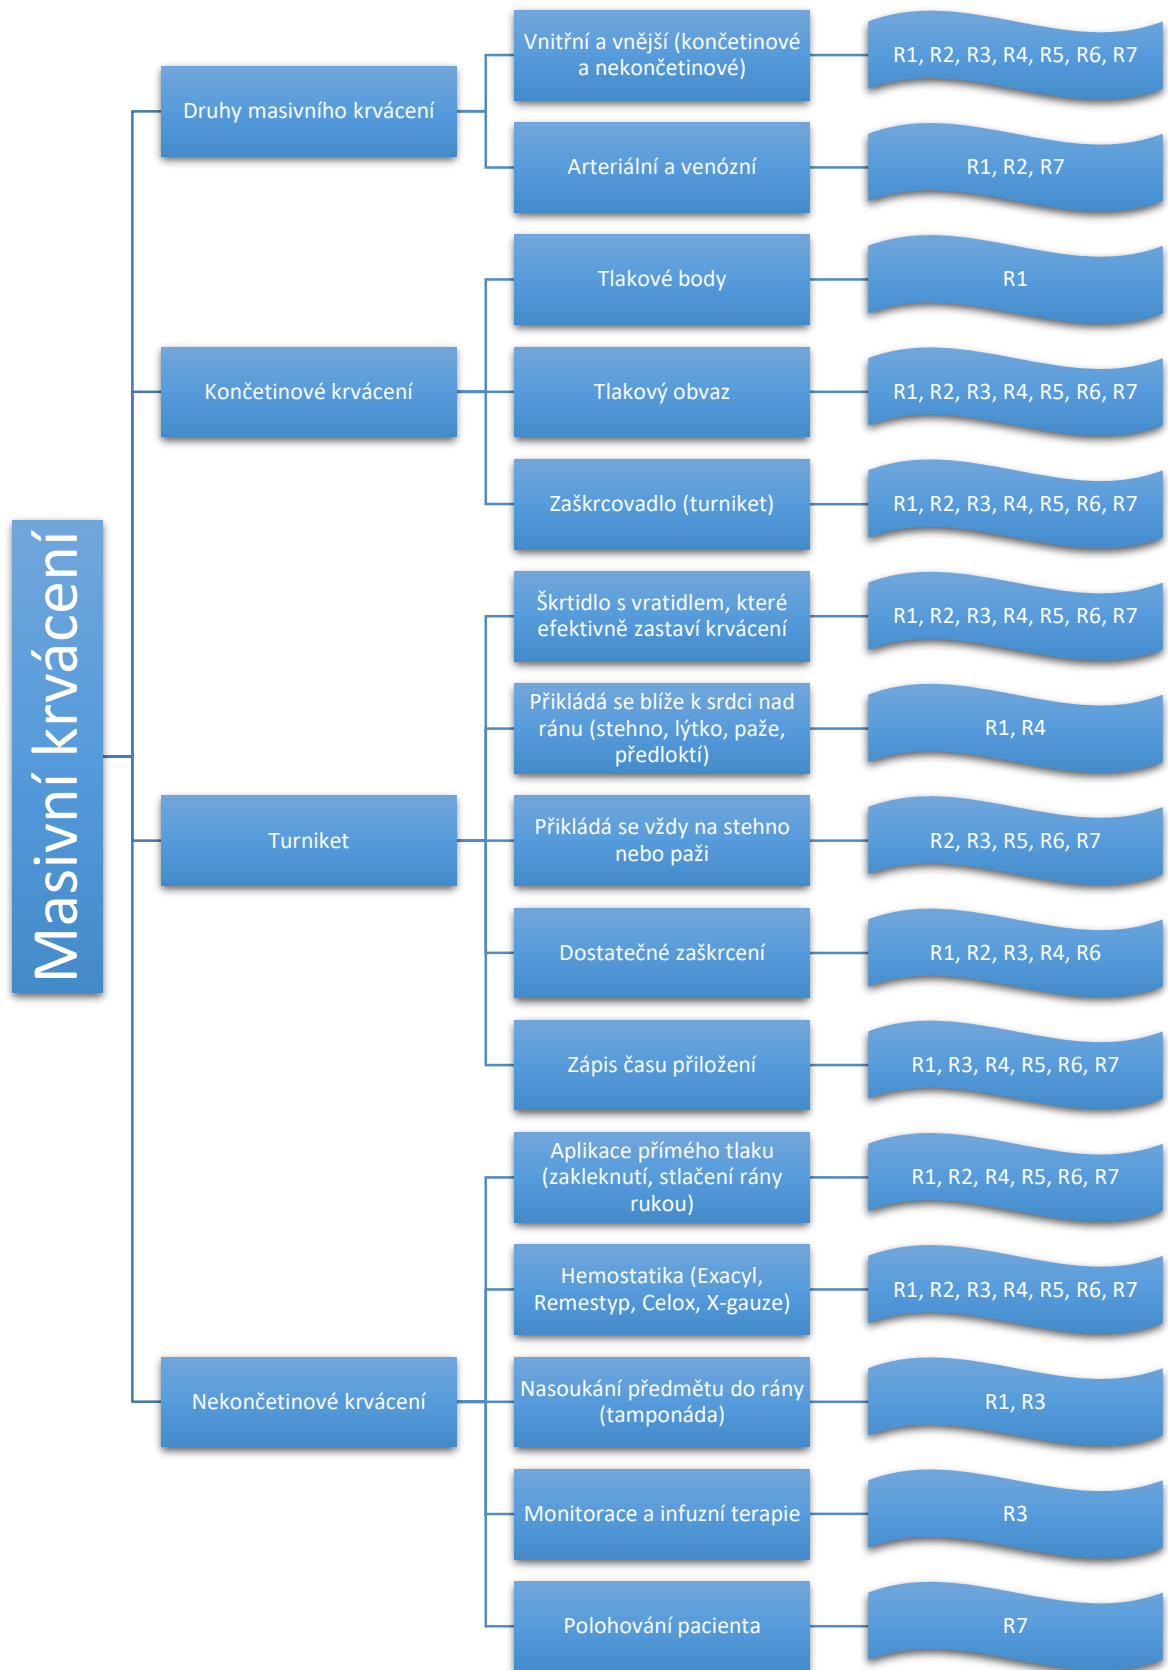 Masivní krvácení
Druhy masivního krvácení
Vnitřní a vnější (končetinové
a nekončetinové)
R1, R2, R3, R4, R5, R6, R7
Arteriální a venózní
R1, R2, R7
Končetinové krvácení
Tlakové body
R1
Tlakový obvaz
R1, R2, R3, R4, R5, R6, R7
Zaškrcovadlo (turniket)
R1, R2, R3, R4, R5, R6, R7
Turniket
Škrtidlo s vratidlem, které
efektivně zastaví krvácení
R1, R2, R3, R4, R5, R6, R7
Přikládá se blíže k srdci nad
ránu (stehno, lýtko, paže,
předloktí)
R1, R4
Přikládá se vždy na stehno
nebo paži
R2, R3, R5, R6, R7
Dostatečné zaškrcení
R1, R2, R3, R4, R6
Zápis času přiložení
R1, R3, R4, R5, R6, R7
Nekončetinové krvácení
Aplikace přímého tlaku
(zakleknutí, stlačení rány
rukou)
R1, R2, R4, R5, R6, R7
Hemostatika (Exacyl,
Remestyp, Celox, X-gauze)
R1, R2, R3, R4, R5, R6, R7
Nasoukání předmětu do rány
(tamponáda)
R1, R3
Monitorace a infuzní terapie
R3
Polohování pacienta
R7